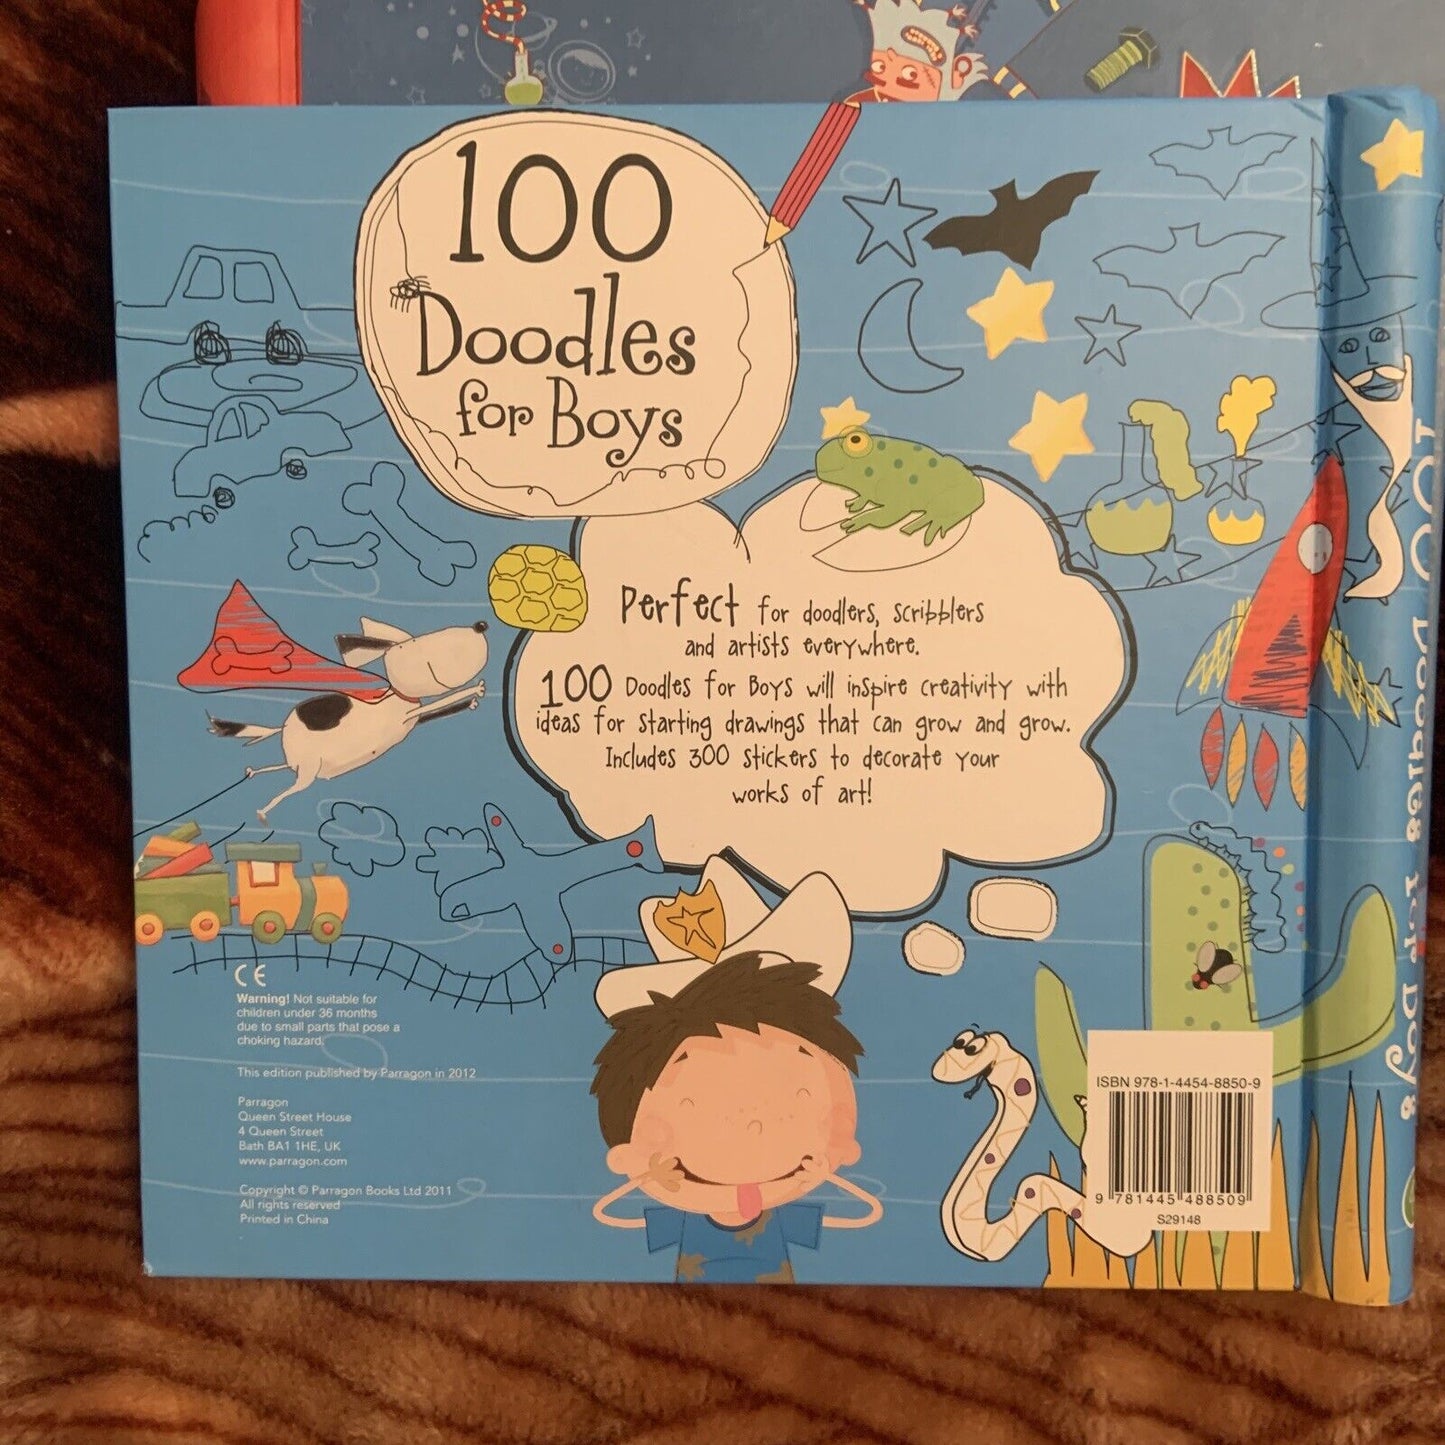 100
Doodles
for Boys
Perfect for doodlers, scribblers
and artists everywhere.
100 Doodles for Boys will inspire creativity with
ideas for starting drawings that can grow and grow.
Includes 300 stickers to decorate your
works of art!
CE
Warning! Not suitable for
children under 36 months
due to small parts that pose a
choking hazard.
This edition published by Parragon in 2012
Parragon
Queen Street House
4 Queen Street
Bath BA1 1HE, UK
www.parragon.com
Copyright © Parragon Books Ltd 2011
All rights reserved
Printed in China
ISBN 978-1-4454-8850-9
9 781445 488509
S29148
100 Doodles for Boys